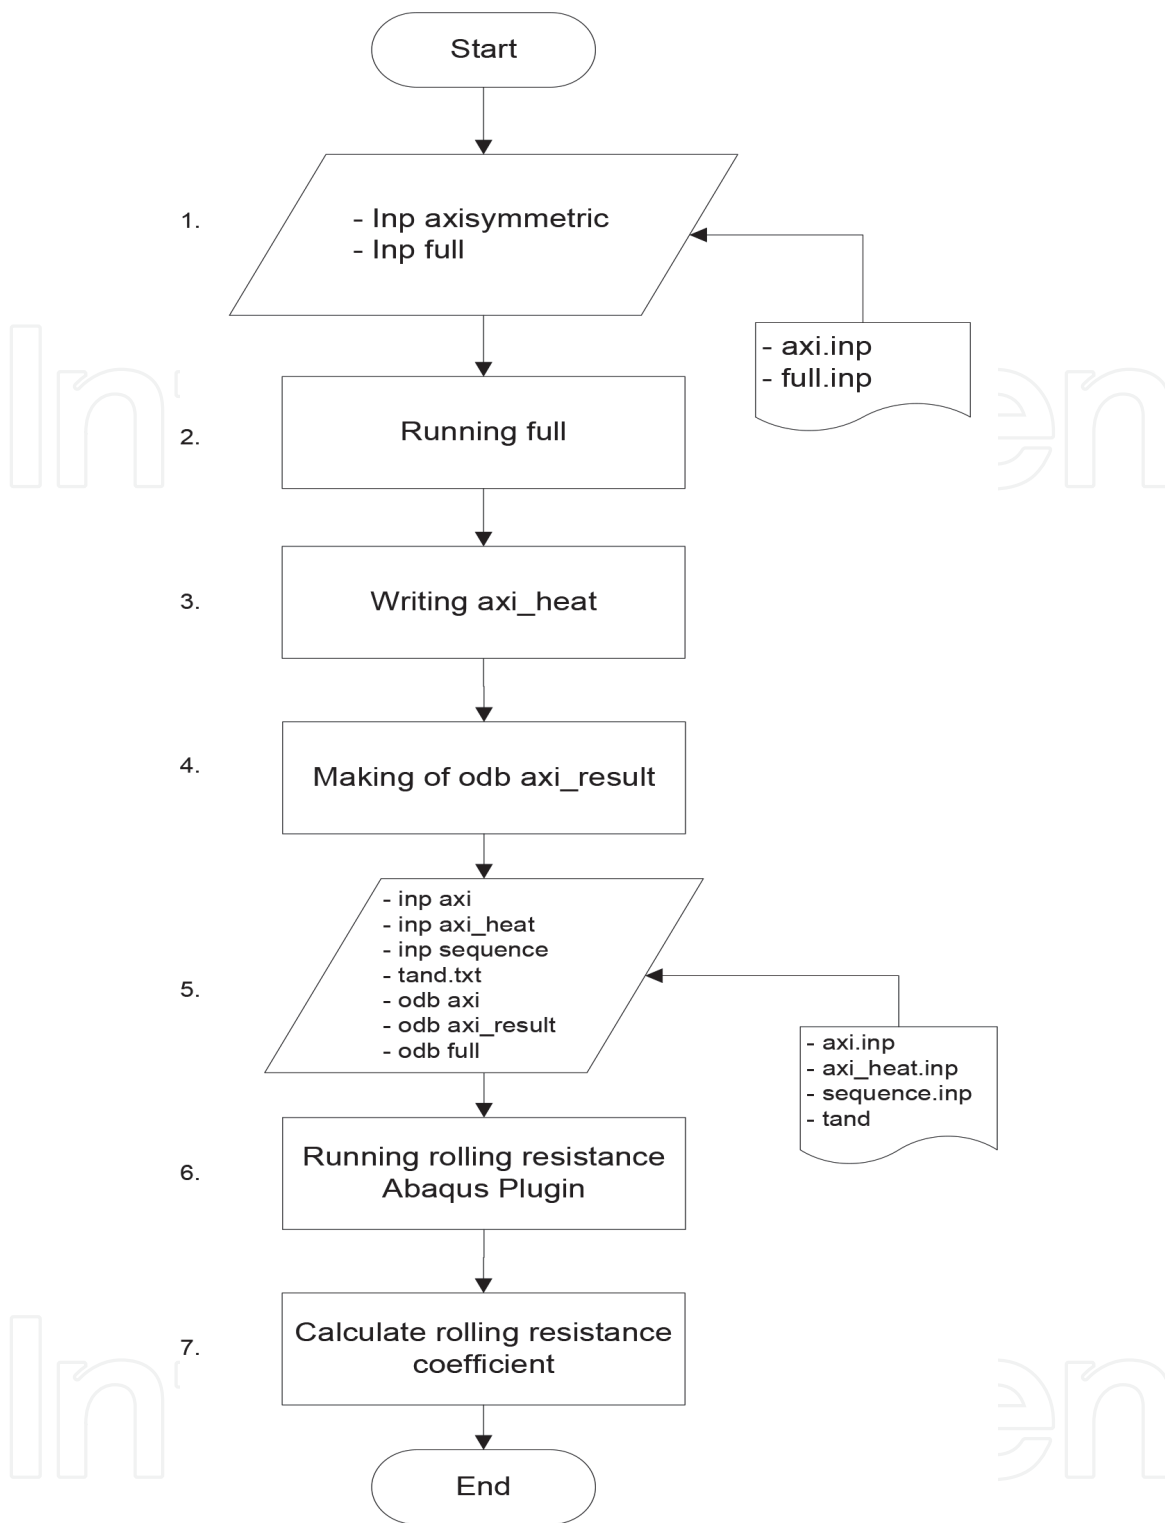 Start
1.
- Inp axisymmetric
- Inp full
- axi.inp
- full.inp
2.
Running full
3.
Writing axi_heat
4.
Making of odb axi_result
5.
- inp axi
- inp axi_heat
- inp sequence
- tand.txt
- odb axi
- odb axi_result
- odb full
- axi.inp
- axi_heat.inp
- sequence.inp
- tand
6.
Running rolling resistance
Abaqus Plugin
7.
Calculate rolling resistance
coefficient
End